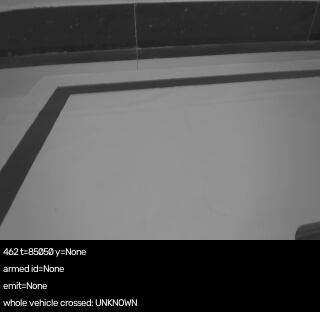 462 t=85050 y=None
armed id=None
emit=None
whole vehicle crossed: UNKNOWN